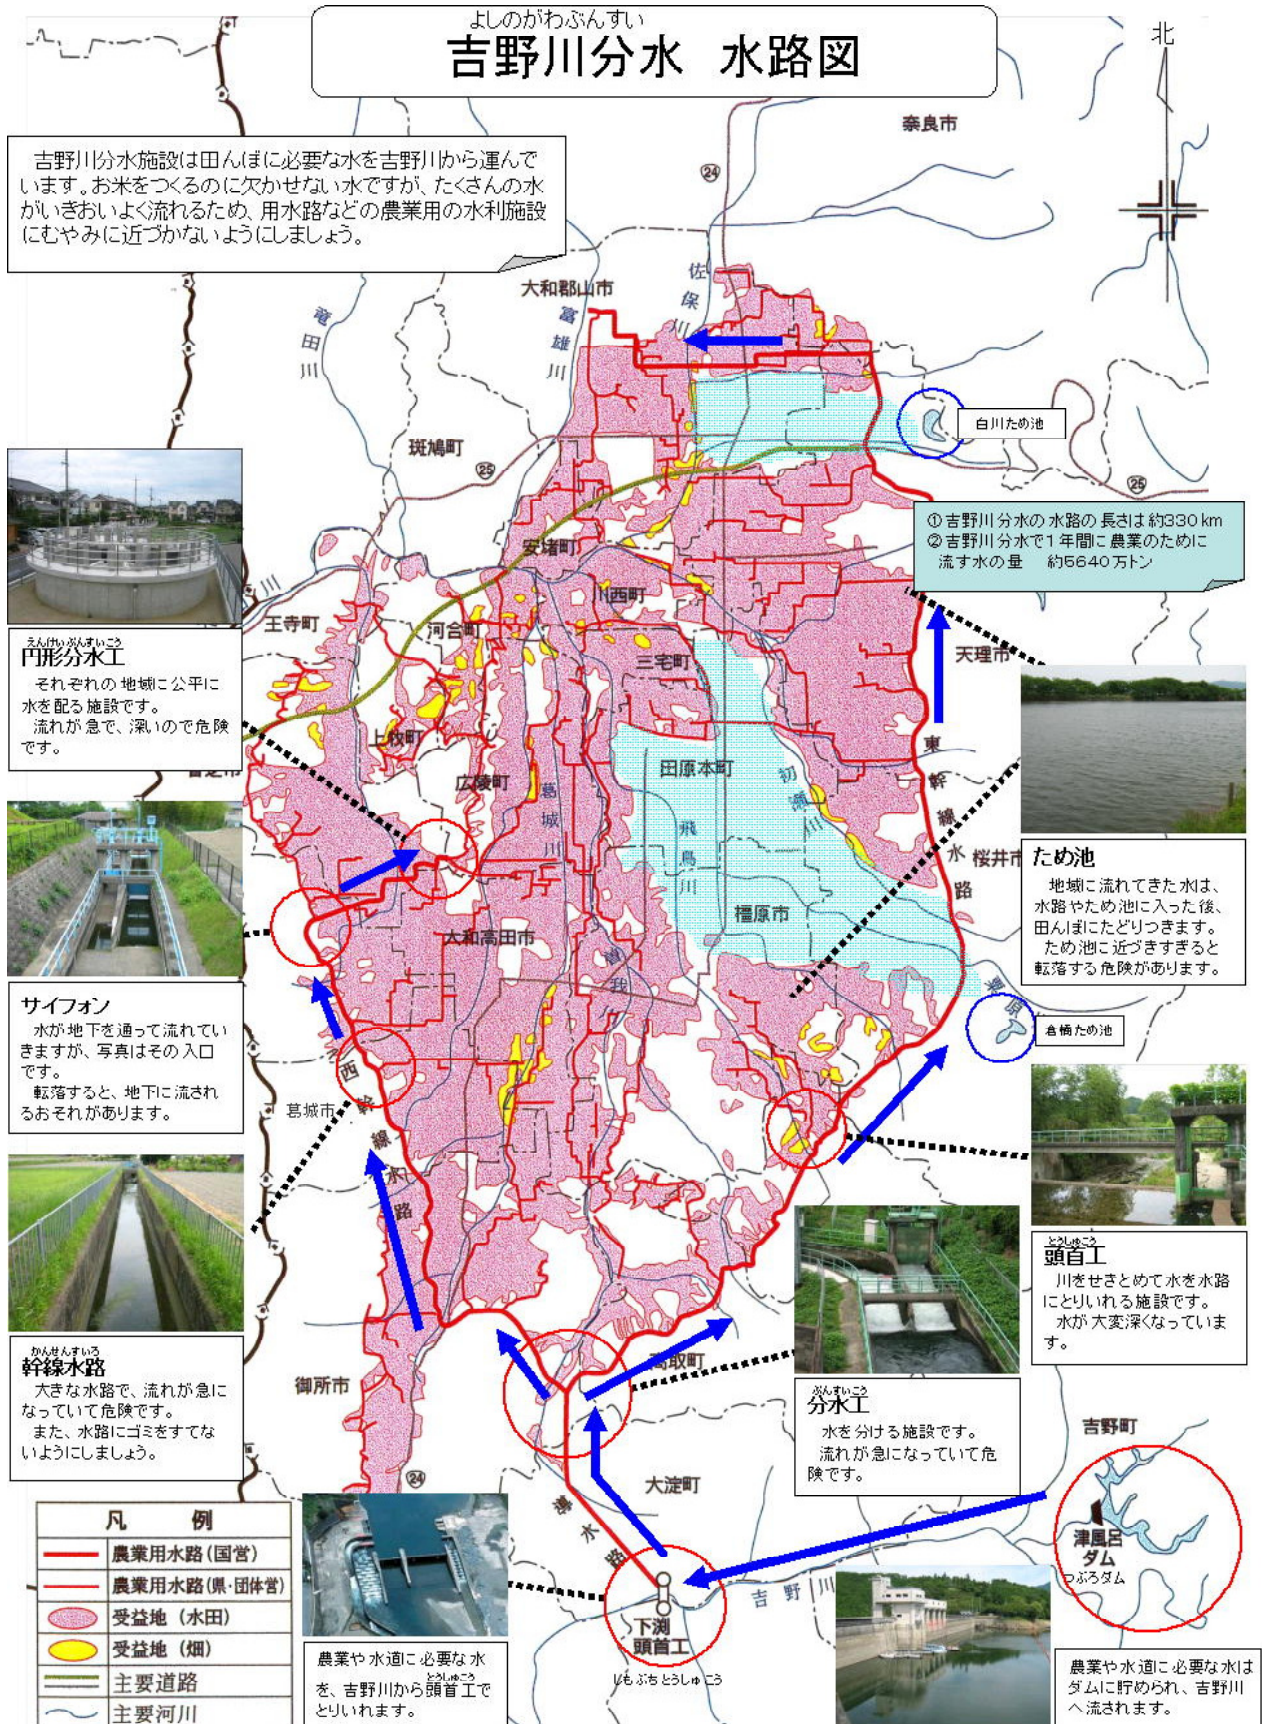 よしのがわぶんすい
吉野川分水 水路図
北
吉野川分水施設は田んぼに必要な水を吉野川から運んで
います。お米をつくるのに欠かせない水ですが、たくさんの水
がいきおいよく流れるため、用水路などの農業用の水利施設
にむやみに近づかないようにしましょう。
奈良市
24
大和郡山市
佐保川
富雄川
竜田川
白川ため池
斑鳩町
25
25
①吉野川分水の水路の長さは約330km
②吉野川分水で1年間に農業のために
流す水の量 約5640万トン
安堵町
川西町
王寺町
河合町
三宅町
天理市
えんけいぶんすいこう
円形分水工
それぞれの地域に公平に
水を配る施設です。
流れが急で、深いので危険
です。
上牧町
広陵町
田原本町
葛城川
飛鳥川
初瀬川
東幹線水路
桜井市
ため池
地域に流れてきた水は、
水路やため池に入った後、
田んぼにたどりつきます。
ため池に近づきすぎると
転落する危険があります。
橿原市
大和高田市
曽我
粟原
倉橋ため池
サイフォン
水が地下を通って流れてい
きますが、写真はその入口
です。
転落すると、地下に流され
るおそれがあります。
西幹線水路
葛城市
とうしゅこう
頭首工
川をせきとめて水を水路
にとりいれる施設です。
水が大変深くなっていま
す。
かんせんすいろ
幹線水路
大きな水路で、流れが急に
なっていて危険です。
また、水路にゴミをすてな
いようにしましょう。
御所市
高取町
ぶんすいこう
分水工
水を分ける施設です。
流れが急になっていて危
険です。
吉野町
24
大淀町
導水路
津風呂
ダム
つぶろダム
吉野川
下渕
頭首工
しもぶちとうしゅこう
凡 例
農業用水路(国営)
農業用水路(県・団体営)
受益地(水田)
受益地(畑)
主要道路
主要河川
農業や水道に必要な水
を、吉野川から頭首工で
とうしゅこう
とりいれます。
農業や水道に必要な水は
ダムに貯められ、吉野川
へ流されます。